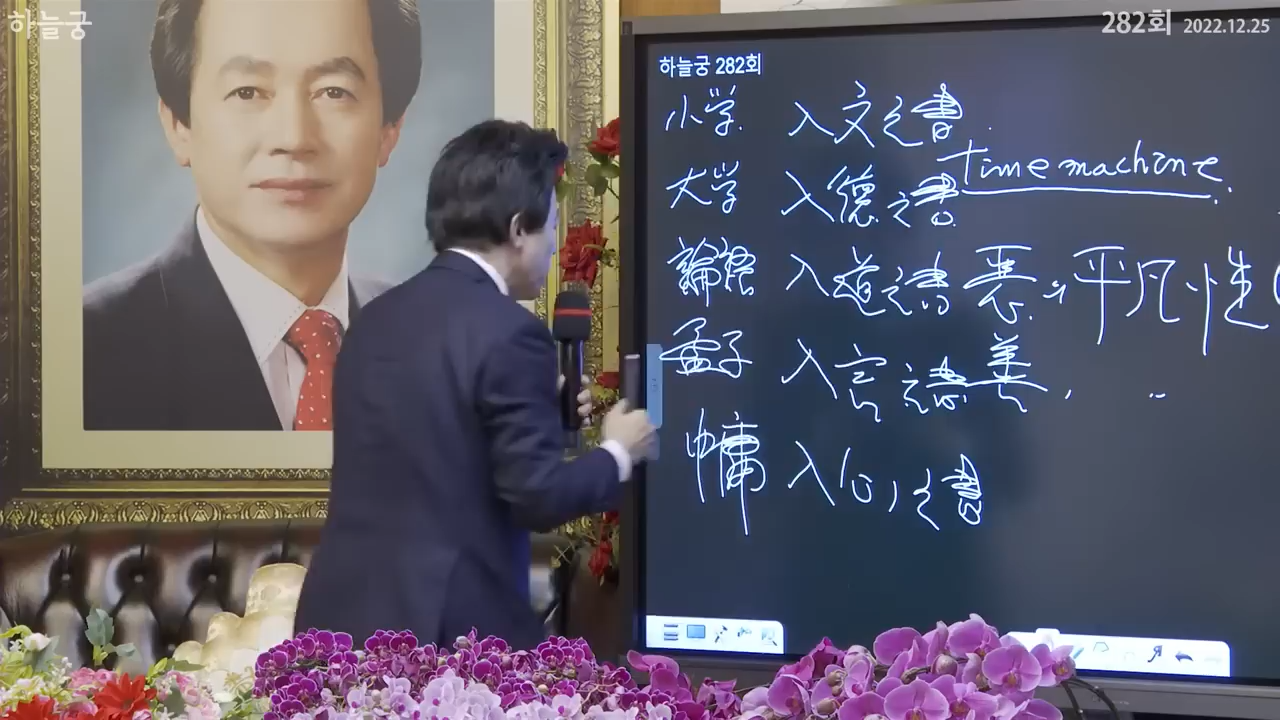 하늘궁
282회 2022.12.25
하늘궁 282회
小学 入文之書
time machine
大学 入德之書
論語 入道之書 悪 平凡 性
孟子 入言之 善
中庸 入心之書